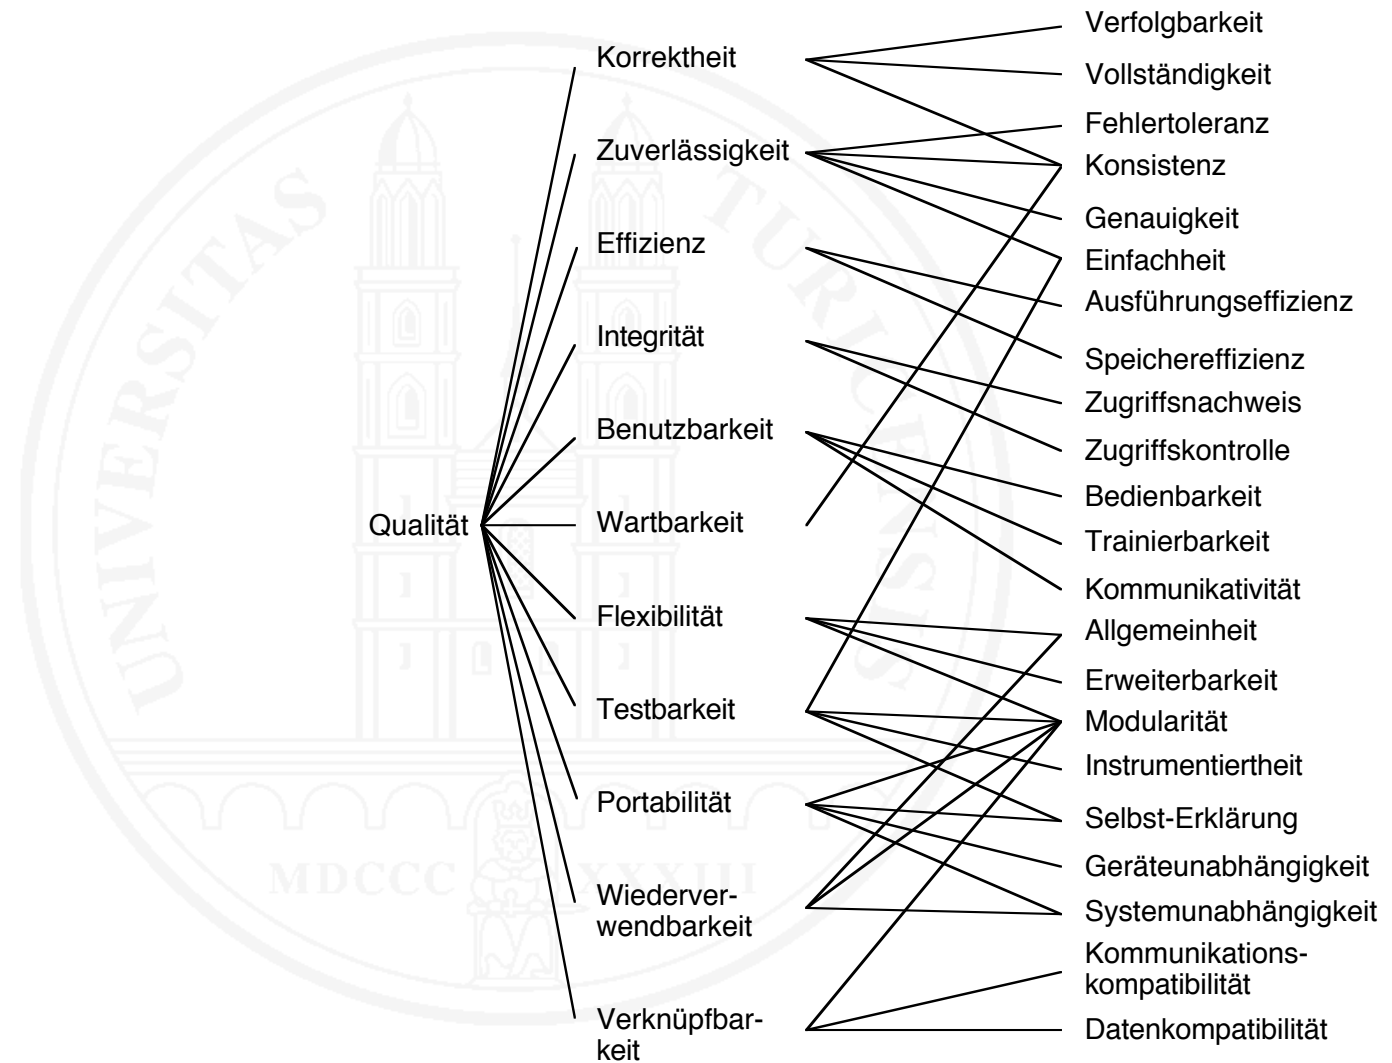 Qualität
Korrektheit
Zuverlässigkeit
Effizienz
Integrität
Benutzbarkeit
Wartbarkeit
Flexibilität
Testbarkeit
Portabilität
Wiederver-
wendbarkeit
Verknüpfbar-
keit
Verfolgbarkeit
Vollständigkeit
Fehlertoleranz
Konsistenz
Genauigkeit
Einfachheit
Ausführungseffizienz
Speichereffizienz
Zugriffsnachweis
Zugriffskontrolle
Bedienbarkeit
Trainierbarkeit
Kommunikativität
Allgemeinheit
Erweiterbarkeit
Modularität
Instrumentiertheit
Selbst-Erklärung
Geräteunabhängigkeit
Systemunabhängigkeit
Kommunikations-
kompatibilität
Datenkompatibilität
UNIVERSITAS
TURICENSIS
MDCCC XXXIII